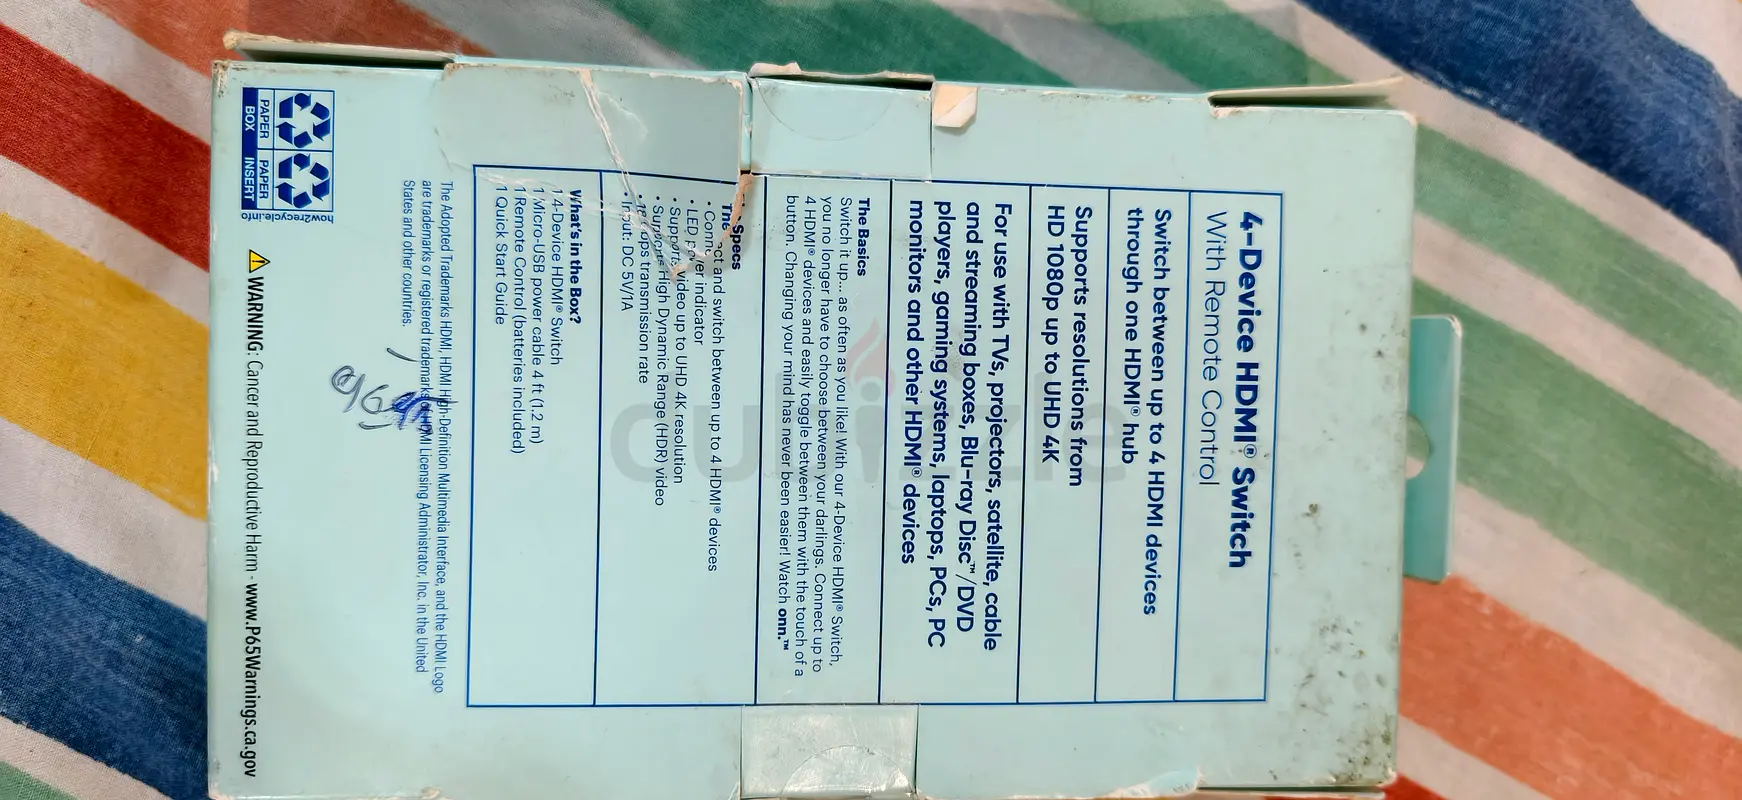 4-Device HDMI® Switch
With Remote Control
Switch between up to 4 HDMI devices
through one HDMI® hub
Supports resolutions from
HD 1080p up to UHD 4K
For use with TVs, projectors, satellite, cable
and streaming boxes, Blu-ray Disc™/DVD
players, gaming systems, laptops, PCs, PC
monitors and other HDMI® devices
The Basics
Switch it up... as often as you like! With our 4-Device HDMI® Switch,
you no longer have to choose between your darlings. Connect up to
4 HDMI® devices and easily toggle between them with the touch of a
button. Changing your mind has never been easier! Watch onn.™
Specs
The
• Connect and switch between up to 4 HDMI® devices
• LED power indicator
• Supports video up to UHD 4K resolution
• Supports High Dynamic Range (HDR) video
transmission rate
• Input: DC 5V/1A
What's in the Box?
1 4-Device HDMI® Switch
1 Micro-USB power cable 4 ft (1.2 m)
1 Remote Control (batteries included)
1 Quick Start Guide
The Adopted Trademarks HDMI, HDMI High-Definition Multimedia Interface, and the HDMI Logo
are trademarks or registered trademarks of HDMI Licensing Administrator, Inc. in the United
States and other countries.
how2recycle.info
PAPER PAPER
BOX INSERT
WARNING: Cancer and Reproductive Harm - www.P65Warnings.ca.gov
cubizzle